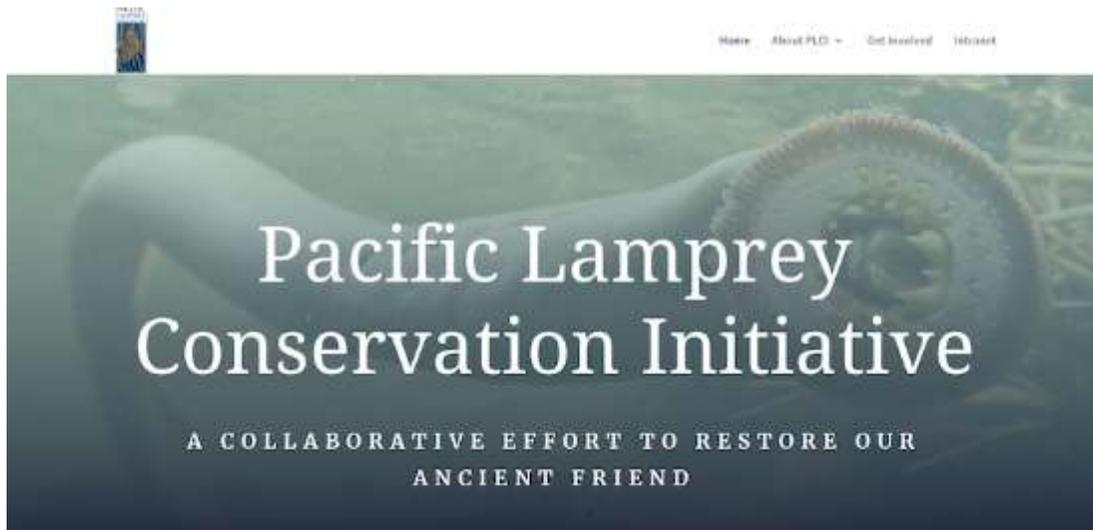 Home
About PLCI
Get Involved
Intranet
Pacific Lamprey
Conservation Initiative
A COLLABORATIVE EFFORT TO RESTORE OUR
ANCIENT FRIEND